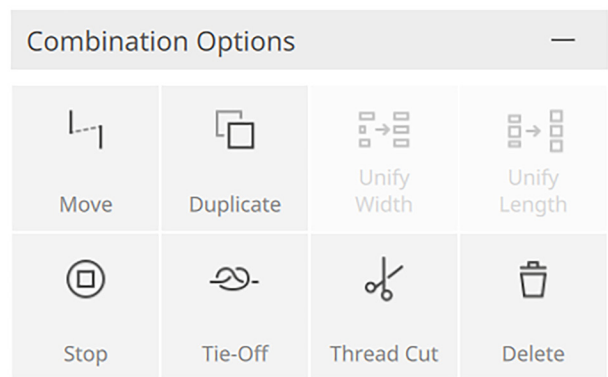 Combination Options
Move
Duplicate
Unify
Width
Unify
Length
Stop
Tie-Off
Thread Cut
Delete